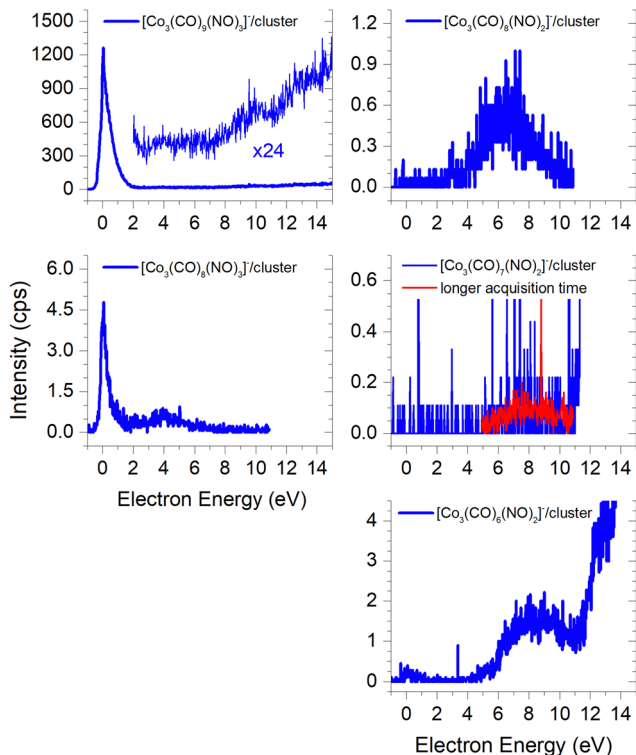 [Co₃(CO)₉(NO)₃]⁻/cluster
1500
1200
900
600
300
0
x24
0 2 4 6 8 10 12 14
[Co₃(CO)₈(NO)₂]⁻/cluster
1.2
0.9
0.6
0.3
0.0
0 2 4 6 8 10 12 14
Intensity (cps)
[Co₃(CO)₈(NO)₃]⁻/cluster
6.0
4.5
3.0
1.5
0.0
0 2 4 6 8 10 12 14
Electron Energy (eV)
[Co₃(CO)₇(NO)₂]⁻/cluster
longer acquisition time
0.6
0.4
0.2
0.0
0 2 4 6 8 10 12 14
[Co₃(CO)₆(NO)₂]⁻/cluster
4
3
2
1
0
0 2 4 6 8 10 12 14
Electron Energy (eV)